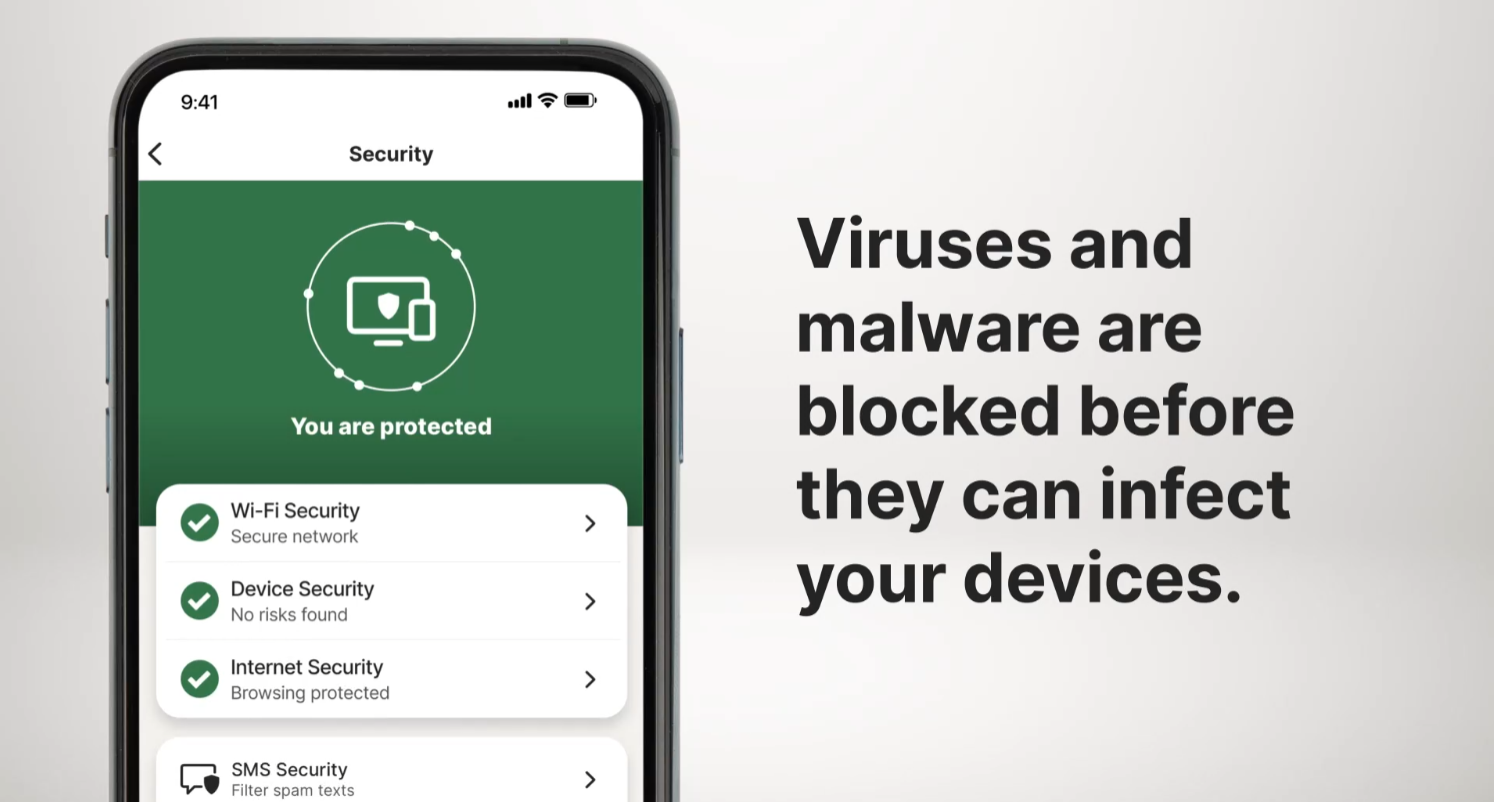 9:41
Security
You are protected
Wi-Fi Security
Secure network
Device Security
No risks found
Internet Security
Browsing protected
SMS Security
Filter spam texts
Viruses and
malware are
blocked before
they can infect
your devices.